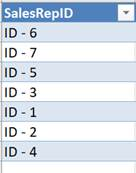 SalesRepID
ID - 6
ID - 7
ID - 5
ID - 3
ID - 1
ID - 2
ID - 4